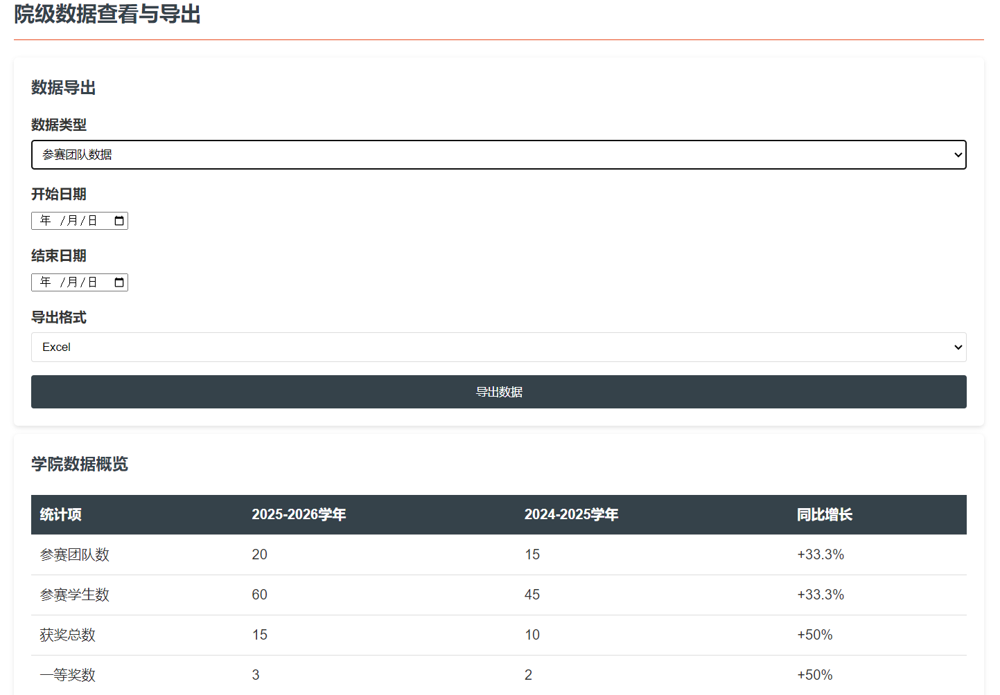 院级数据查看与导出
数据导出
数据类型
参赛团队数据
开始日期
年 /月/日
结束日期
年 /月/日
导出格式
Excel
导出数据
学院数据概览
统计项 2025-2026学年 2024-2025学年 同比增长
参赛团队数 20 15 +33.3%
参赛学生数 60 45 +33.3%
获奖总数 15 10 +50%
一等奖数 3 2 +50%